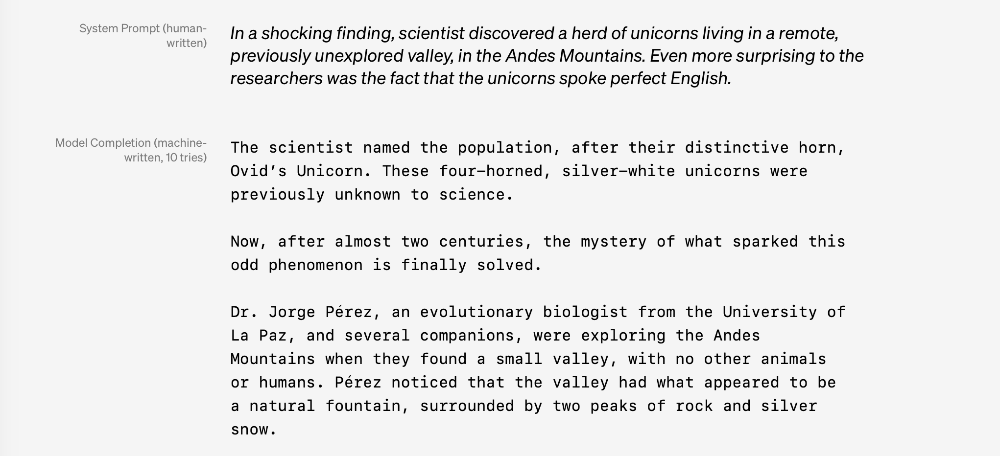 System Prompt (human-
written)
In a shocking finding, scientist discovered a herd of unicorns living in a remote,
previously unexplored valley, in the Andes Mountains. Even more surprising to the
researchers was the fact that the unicorns spoke perfect English.
Model Completion (machine-
written, 10 tries)
The scientist named the population, after their distinctive horn,
Ovid’s Unicorn. These four-horned, silver-white unicorns were
previously unknown to science.
Now, after almost two centuries, the mystery of what sparked this
odd phenomenon is finally solved.
Dr. Jorge Pérez, an evolutionary biologist from the University of
La Paz, and several companions, were exploring the Andes
Mountains when they found a small valley, with no other animals
or humans. Pérez noticed that the valley had what appeared to be
a natural fountain, surrounded by two peaks of rock and silver
snow.